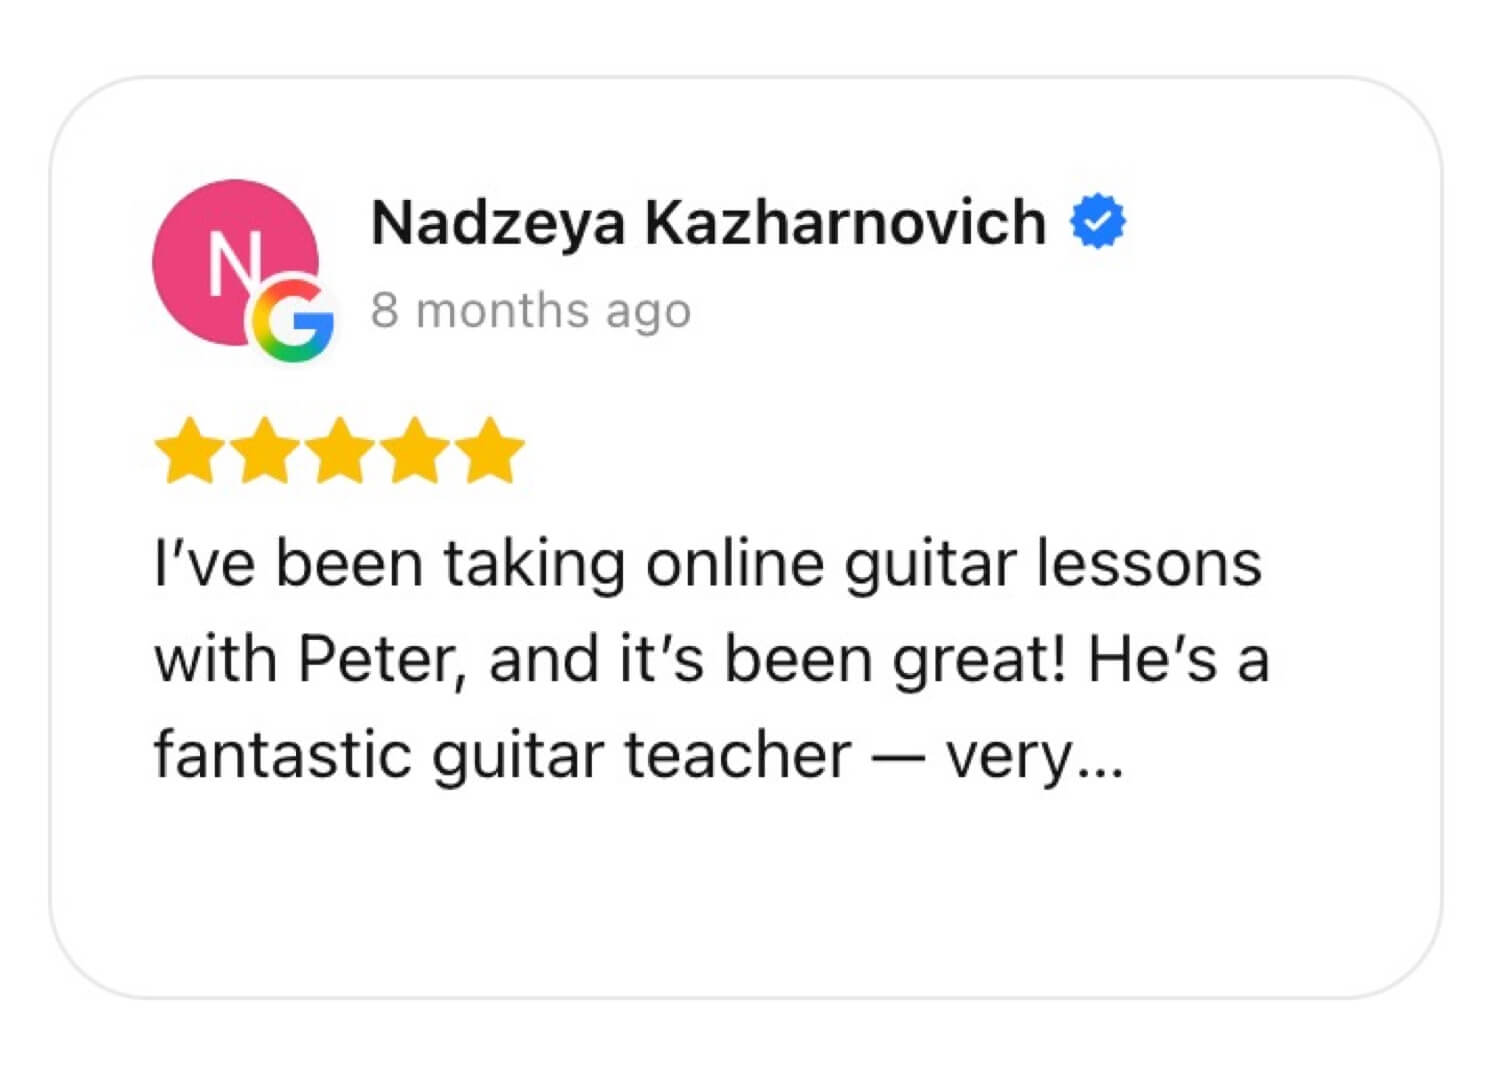 N
G
Nadzeya Kazharnovich
8 months ago
I’ve been taking online guitar lessons
with Peter, and it’s been great! He’s a
fantastic guitar teacher — very...